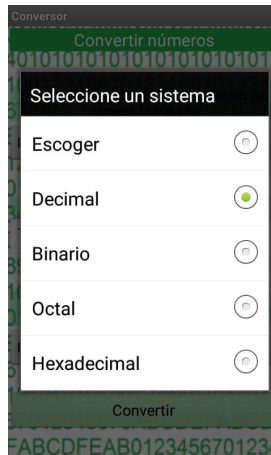 Conversor
Convertir números
Seleccione un sistema
Escoger
Decimal
Binario
Octal
Hexadecimal
Convertir
FABCDFEAB012345670123